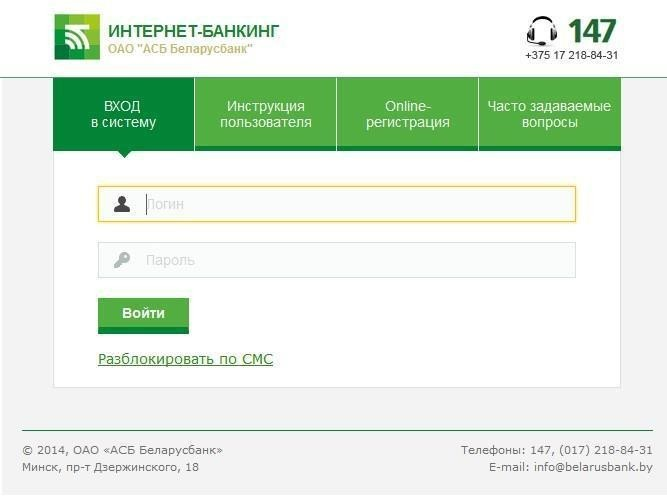 ИНТЕРНЕТ-БАНКИНГ
ОАО "АСБ Беларусбанк"
147
+375 17 218-84-31
ВХОД
в систему
Инструкция
пользователя
Online-
регистрация
Часто задаваемые
вопросы
Логин
Пароль
Войти
Разблокировать по СМС
© 2014, ОАО «АСБ Беларусбанк»
Минск, пр-т Дзержинского, 18
Телефоны: 147, (017) 218-84-31
E-mail: info@belarusbank.by